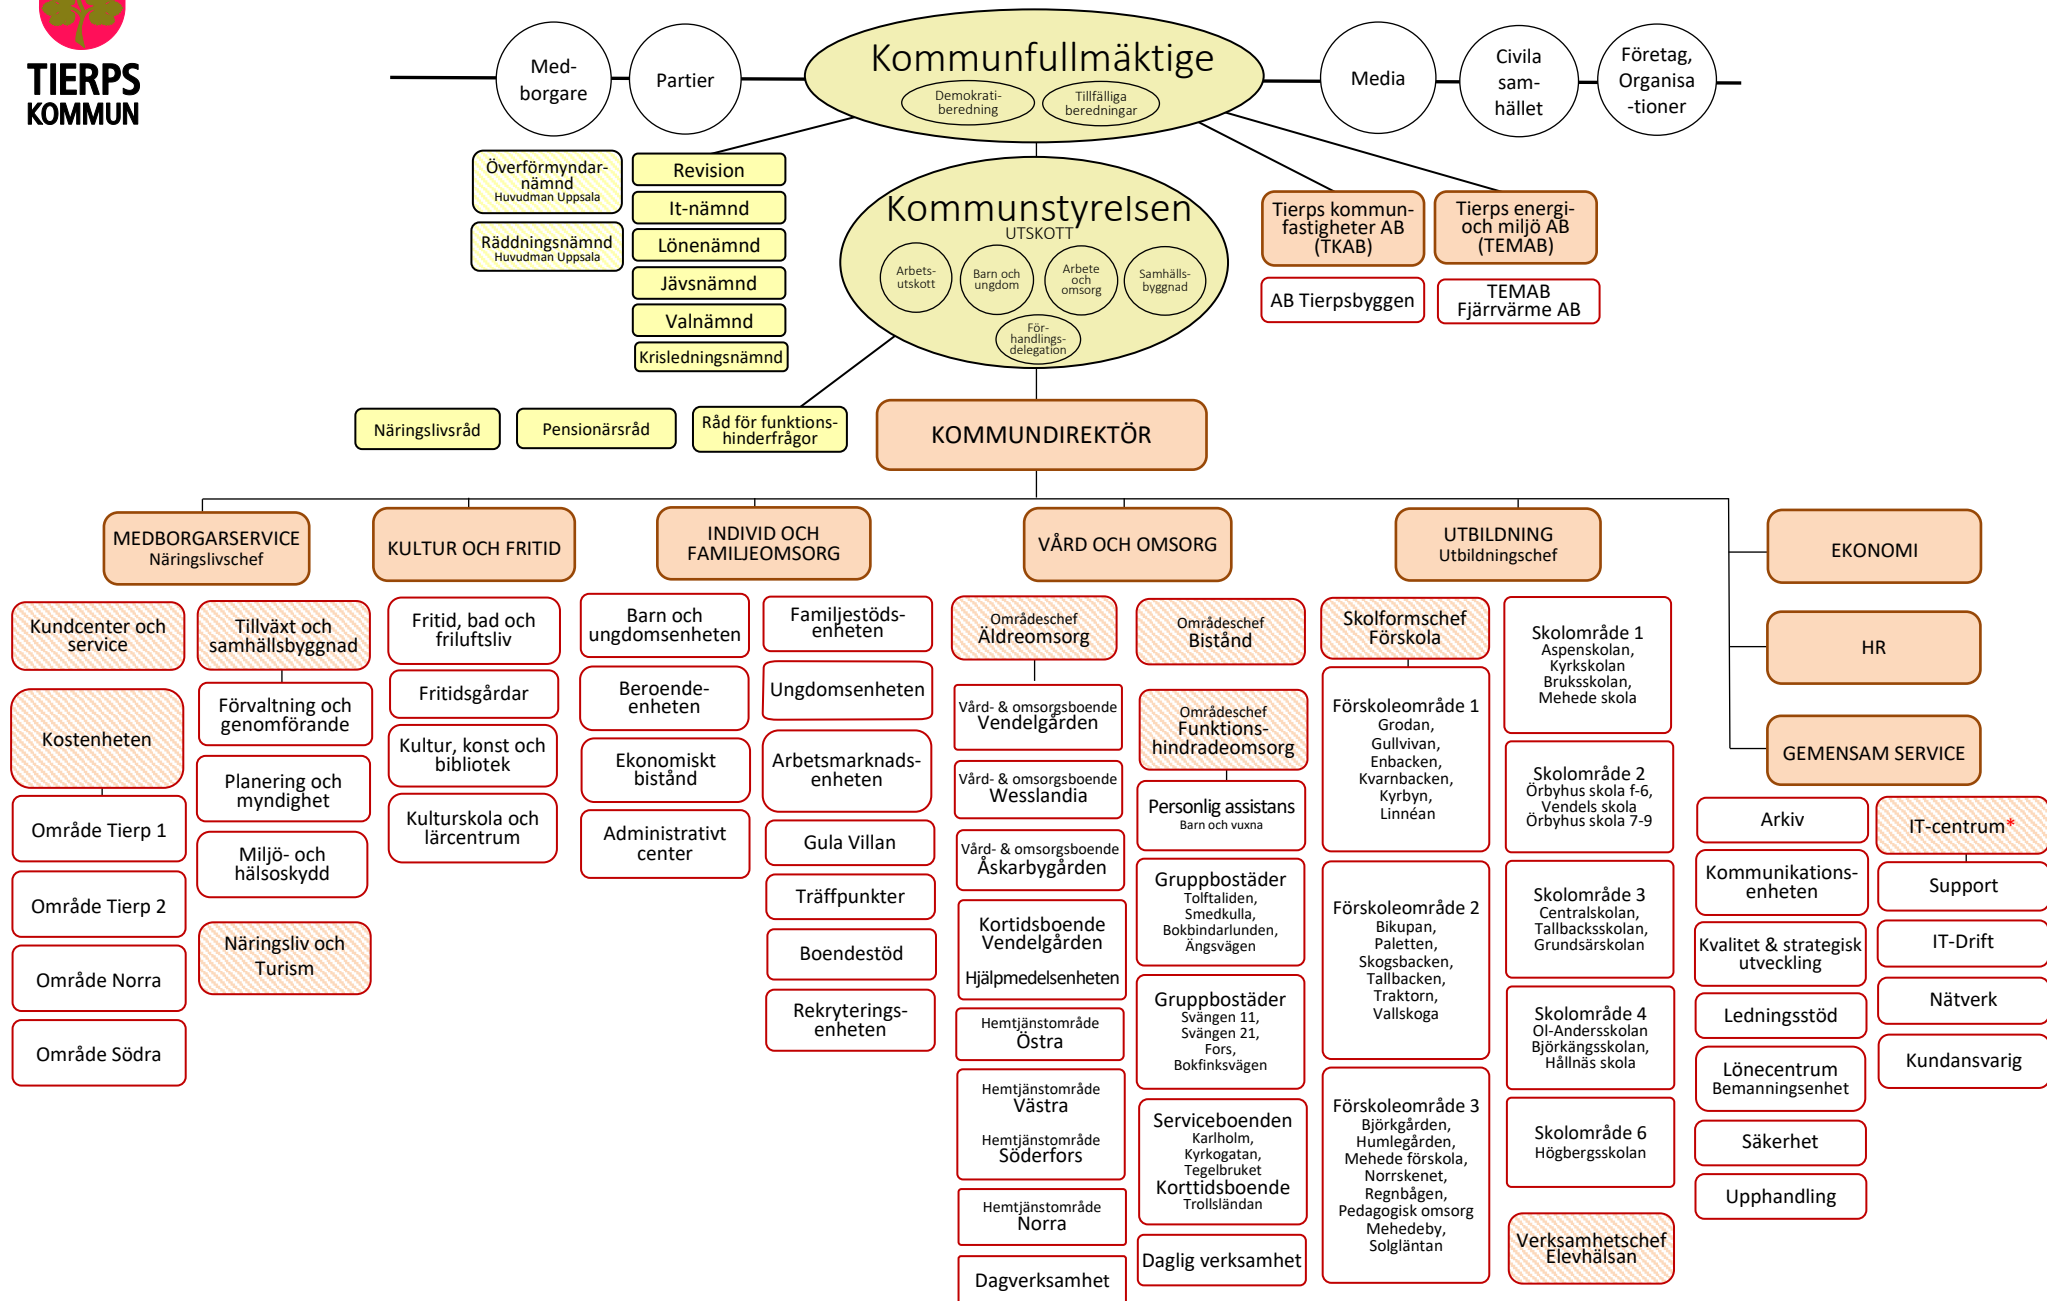 TIERPS
KOMMUN
Med-
borgare
Partier
Kommunfullmäktige
Demokrati-
beredning
Tillfälliga
beredningar
Media
Civila
sam-
hället
Företag,
Organisa
-tioner
Överförmyndar-
nämnd
Huvudman Uppsala
Räddningsnämnd
Huvudman Uppsala
Revision
It-nämnd
Lönenämnd
Jävsnämnd
Valnämnd
Krisledningsnämnd
Kommunstyrelsen
UTSKOTT
Arbets-
utskott
Barn och
ungdom
Arbete
och
omsorg
Samhälls-
byggnad
För-
handlings-
delegation
Tierps kommun-
fastigheter AB
(TKAB)
Tierps energi-
och miljö AB
(TEMAB)
AB Tierpsbyggen
TEMAB
Fjärrvärme AB
Näringslivsråd
Pensionärsråd
Råd för funktions-
hinderfrågor
KOMMUNDIREKTÖR
MEDBORGARSERVICE
Näringslivschef
KULTUR OCH FRITID
INDIVID OCH
FAMILJEOMSORG
VÅRD OCH OMSORG
UTBILDNING
Utbildningschef
EKONOMI
HR
GEMENSAM SERVICE
Kundcenter och
service
Kostenheten
Område Tierp 1
Område Tierp 2
Område Norra
Område Södra
Tillväxt och
samhällsbyggnad
Förvaltning och
genomförande
Planering och
myndighet
Miljö- och
hälsoskydd
Näringsliv och
Turism
Fritid, bad och
friluftsliv
Fritidsgårdar
Kultur, konst och
bibliotek
Kulturskola och
lärcentrum
Barn och
ungdomsenheten
Beroende-
enheten
Ekonomiskt
bistånd
Administrativt
center
Familjestöds-
enheten
Ungdomsenheten
Arbetsmarknads-
enheten
Gula Villan
Träffpunkter
Boendestöd
Rekryterings-
enheten
Områdeschef
Äldreomsorg
Vård- & omsorgsboende
Vendelgården
Vård- & omsorgsboende
Wesslandia
Vård- & omsorgsboende
Åskarbygården
Kortidsboende
Vendelgården
Hjälpmedelsenheten
Hemtjänstområde
Östra
Hemtjänstområde
Västra
Hemtjänstområde
Söderfors
Hemtjänstområde
Norra
Dagverksamhet
Områdeschef
Bistånd
Områdeschef
Funktions-
hindradeomsorg
Personlig assistans
Barn och vuxna
Gruppbostäder
Tolftaliden,
Smedkulla,
Bokbindarlunden,
Ängsvägen
Gruppbostäder
Svängen 11,
Svängen 21,
Fors,
Bokfinksvägen
Serviceboenden
Karlholm,
Kyrkogatan,
Tegelbruket
Korttidsboende
Trollsländan
Daglig verksamhet
Skolformschef
Förskola
Förskoleområde 1
Grodan,
Gullvivan,
Enbacken,
Kvarnbacken,
Kyrbyn,
Linnéan
Förskoleområde 2
Bikupan,
Paletten,
Skogsbacken,
Tallbacken,
Traktorn,
Vallskoga
Förskoleområde 3
Björkgården,
Humlegården,
Mehede förskola,
Norrskenet,
Regnbågen,
Pedagogisk omsorg
Mehedeby,
Solgläntan
Skolområde 1
Aspenskolan,
Kyrkskolan
Bruksskolan,
Mehede skola
Skolområde 2
Örbyhus skola f-6,
Vendels skola
Örbyhus skola 7-9
Skolområde 3
Centralskolan,
Tallbacksskolan,
Grundsärskolan
Skolområde 4
Ol-Andersskolan
Björkängsskolan,
Hållnäs skola
Skolområde 6
Högbergsskolan
Verksamhetschef
Elevhälsan
Arkiv
Kommunikations-
enheten
Kvalitet & strategisk
utveckling
Ledningsstöd
Lönecentrum
Bemanningsenhet
Säkerhet
Upphandling
IT-centrum*
Support
IT-Drift
Nätverk
Kundansvarig